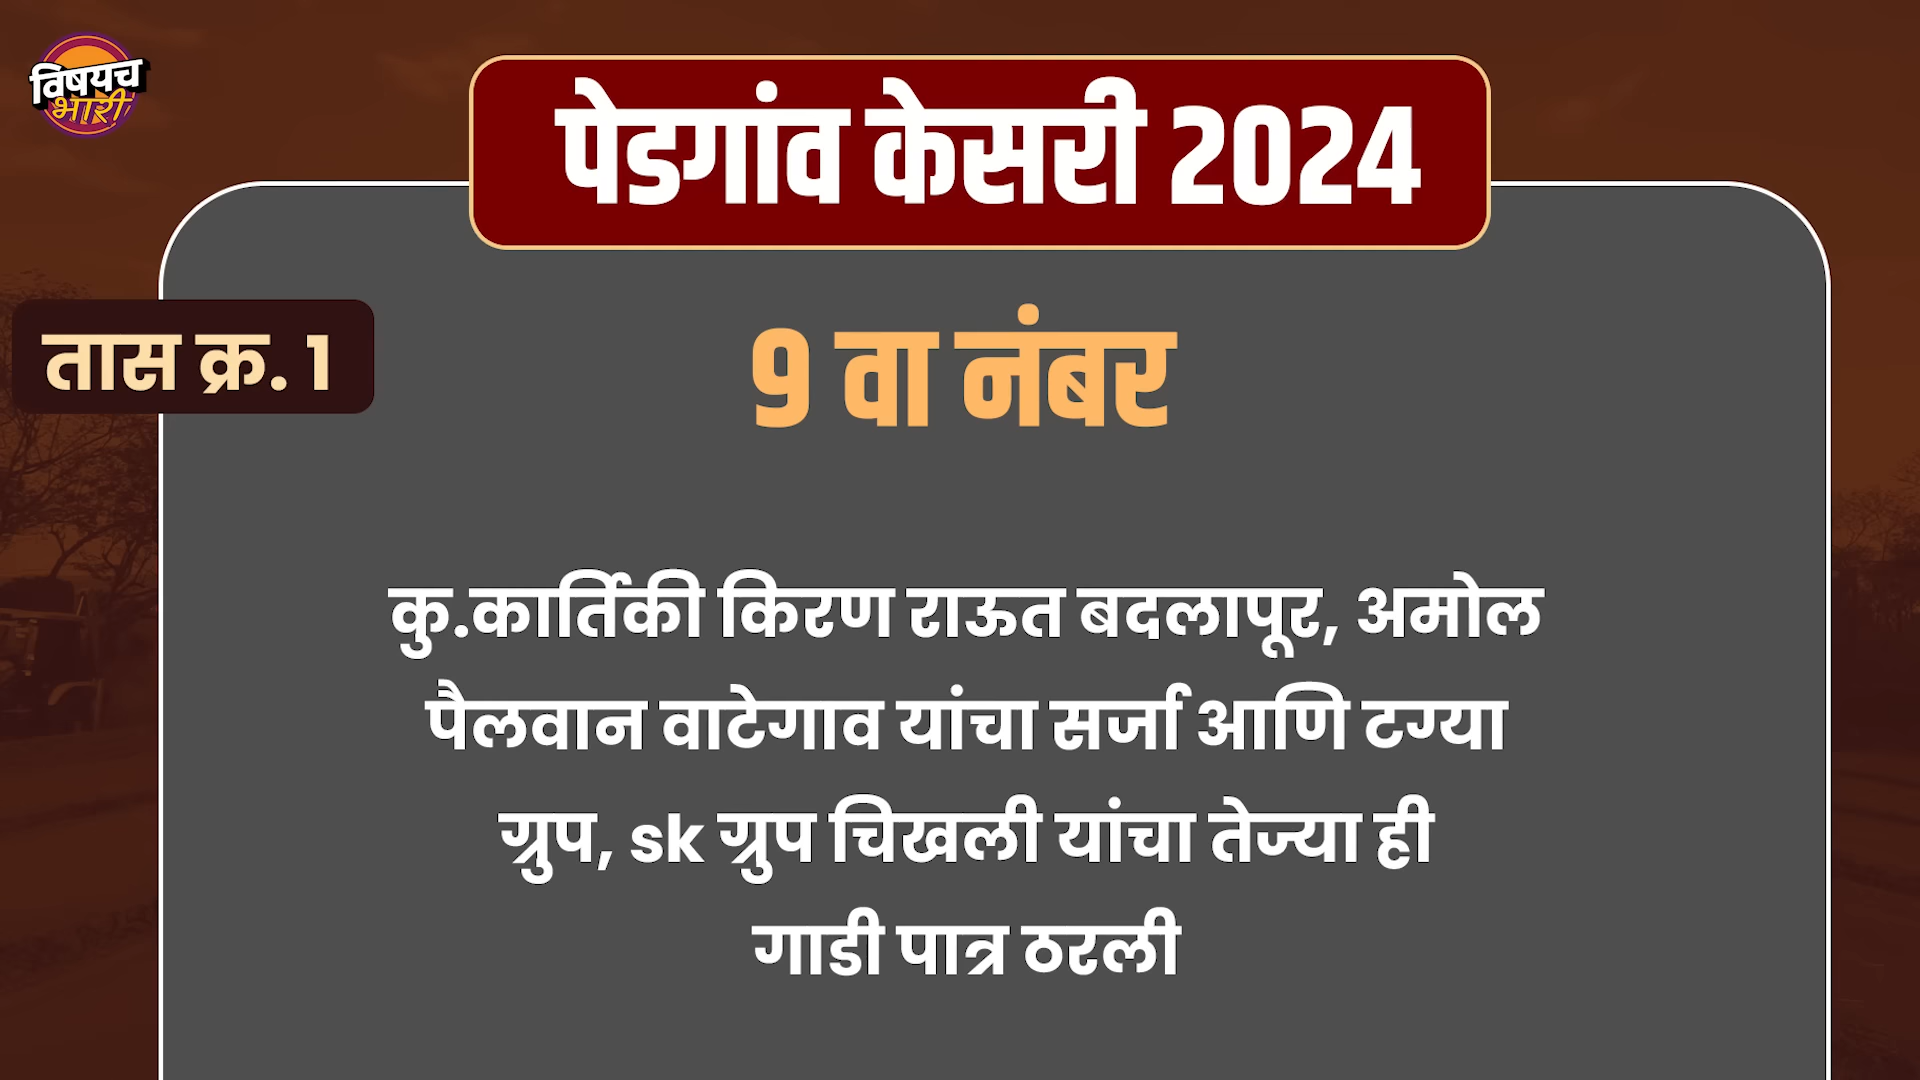 विषयच
भारी
पेडगांव केसरी 2024
तास क्र. 1
9 वा नंबर
कु.कार्तिकी किरण राऊत बदलापूर, अमोल
पैलवान वाटेगाव यांचा सर्जा आणि टग्या
ग्रुप, sk ग्रुप चिखली यांचा तेज्या ही
गाडी पात्र ठरली